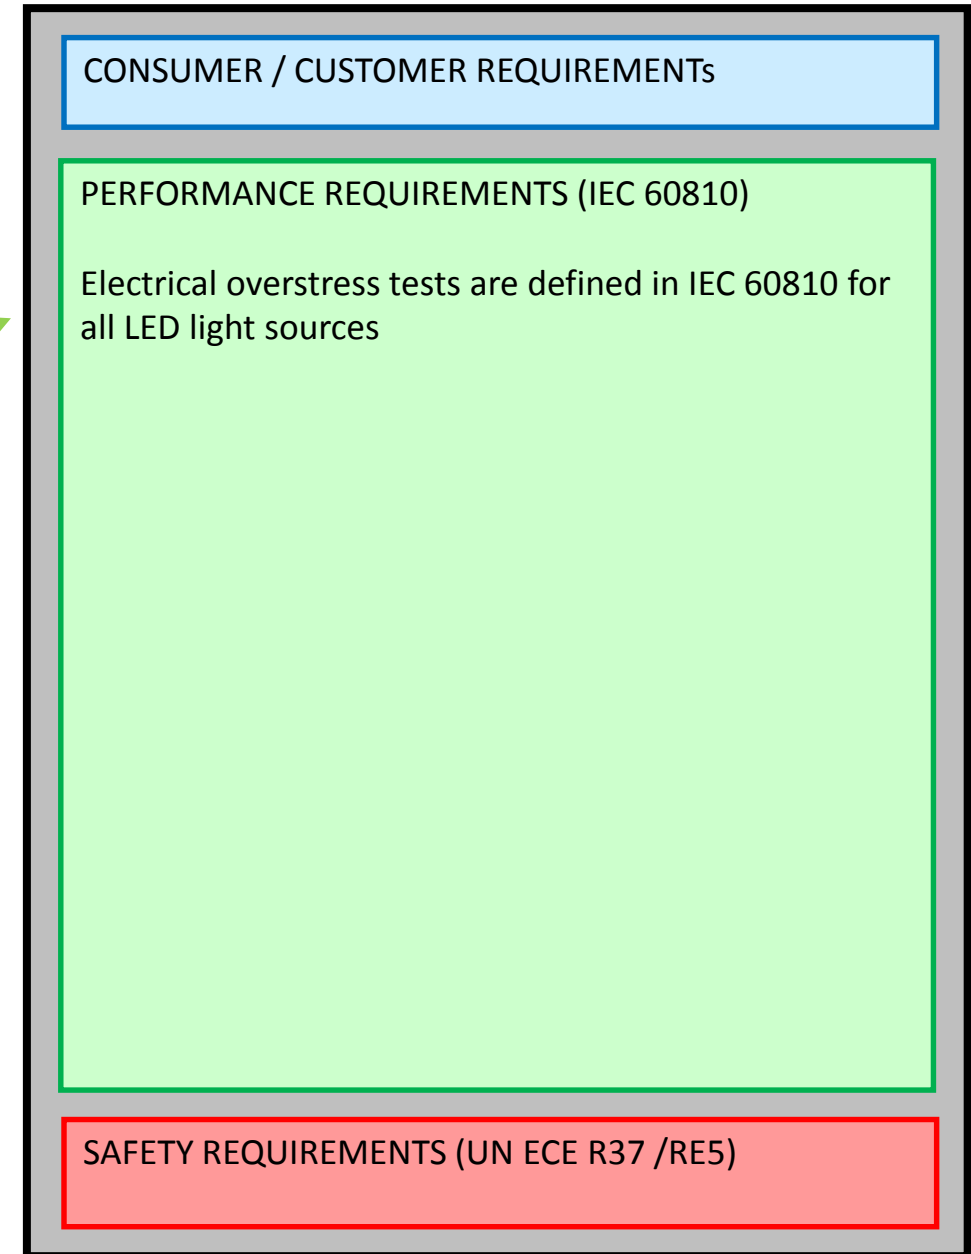 CONSUMER / CUSTOMER REQUIREMENTs
PERFORMANCE REQUIREMENTS (IEC 60810)
Electrical overstress tests are defined in IEC 60810 for
all LED light sources
SAFETY REQUIREMENTS (UN ECE R37 /RE5)